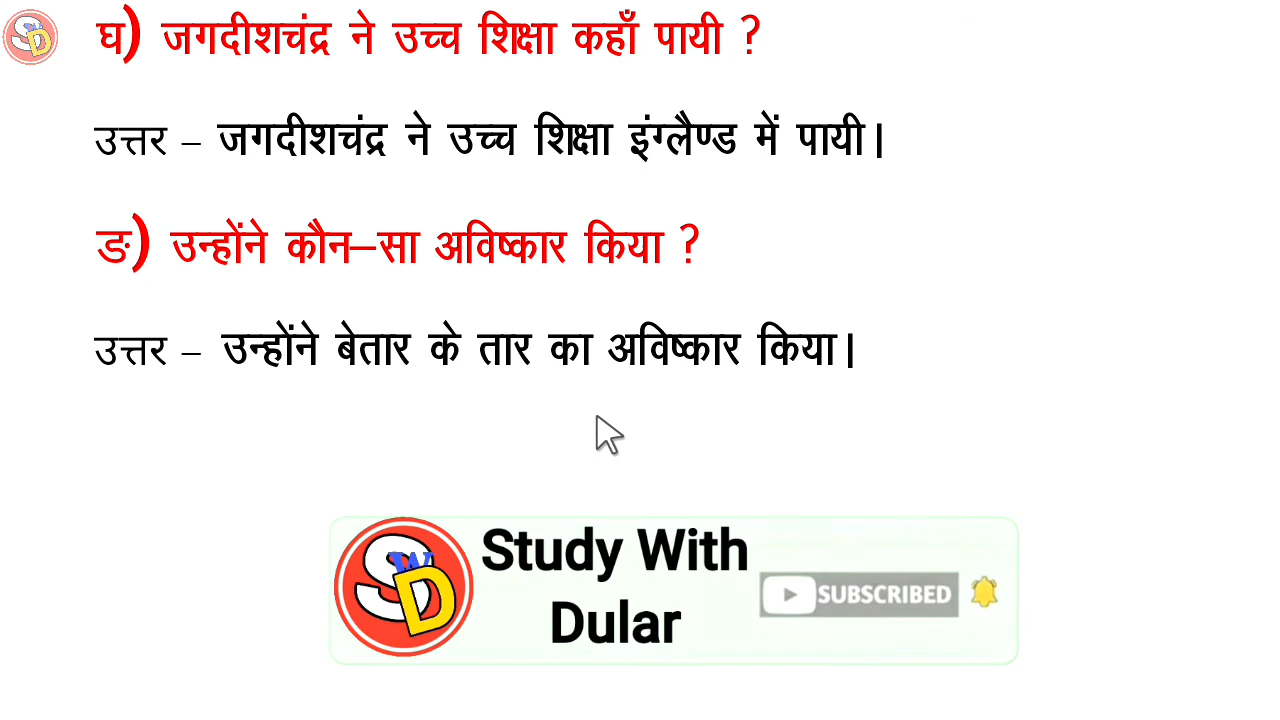 घ) जगदीशचंद्र ने उच्च शिक्षा कहाँ पायी ?
उत्तर – जगदीशचंद्र ने उच्च शिक्षा इंग्लैण्ड में पायी।
ङ) उन्होंने कौन–सा अविष्कार किया ?
उत्तर – उन्होंने बेतार के तार का अविष्कार किया।
SWD
Study With
Dular
SUBSCRIBED